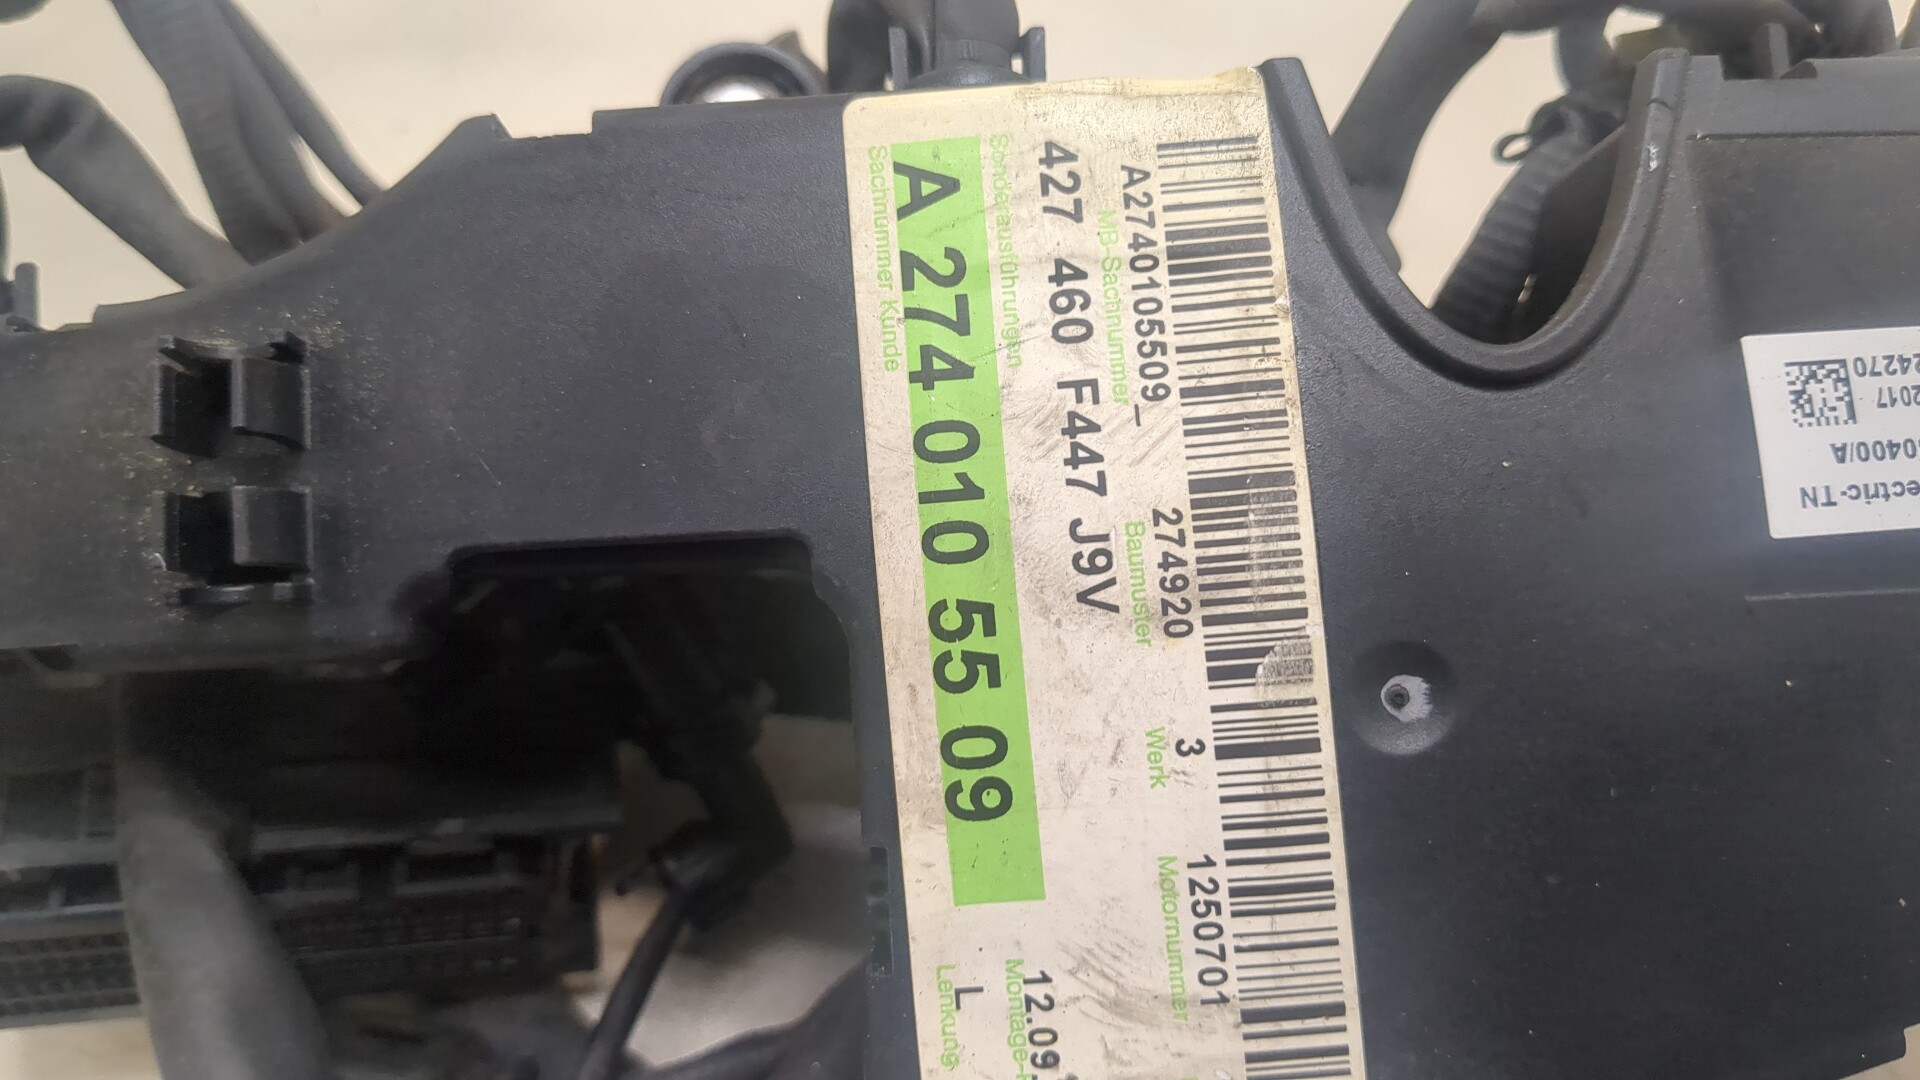 A2740105509_ 274920 3 1250701
MB-Sachnummer Baumuster Werk Motornummer
427 460 F447 J9V 12.09.
Sonderausführungen Montage-
A 274 010 55 09 L
Sachnummer Kunde Lenkung
ectric-TN
0400/A
2017
24270